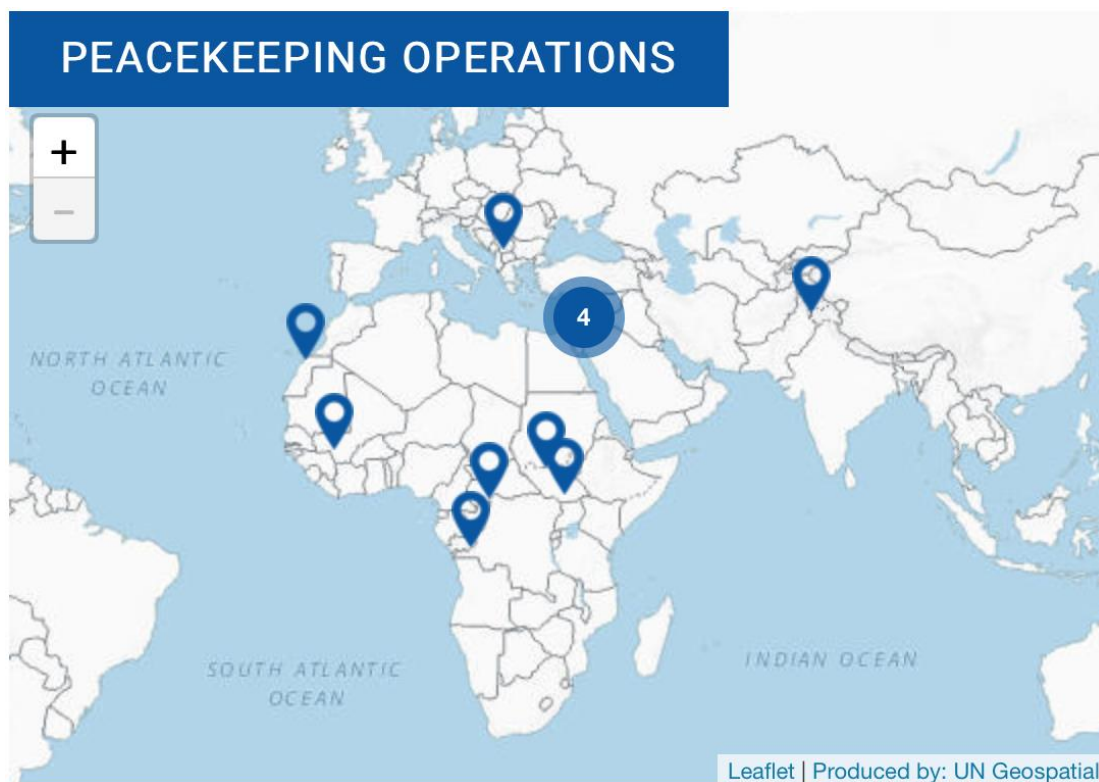 PEACEKEEPING OPERATIONS
+
−
4
NORTH ATLANTIC
OCEAN
SOUTH ATLANTIC
OCEAN
INDIAN OCEAN
Leaflet | Produced by: UN Geospatial